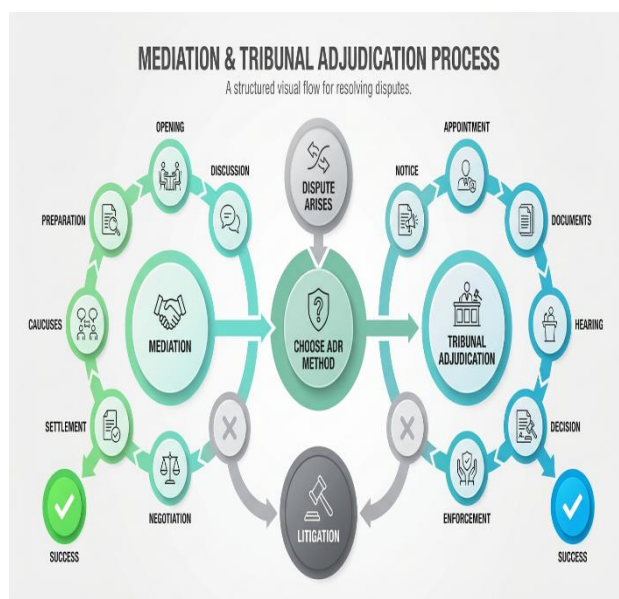 MEDIATION & TRIBUNAL ADJUDICATION PROCESS
A structured visual flow for resolving disputes.
OPENING
DISCUSSION
PREPARATION
CAUCUSES
SETTLEMENT
NEGOTIATION
SUCCESS
MEDIATION
DISPUTE
ARISES
CHOOSE ADR
METHOD
LITIGATION
APPOINTMENT
NOTICE
DOCUMENTS
HEARING
TRIBUNAL
ADJUDICATION
DECISION
ENFORCEMENT
SUCCESS